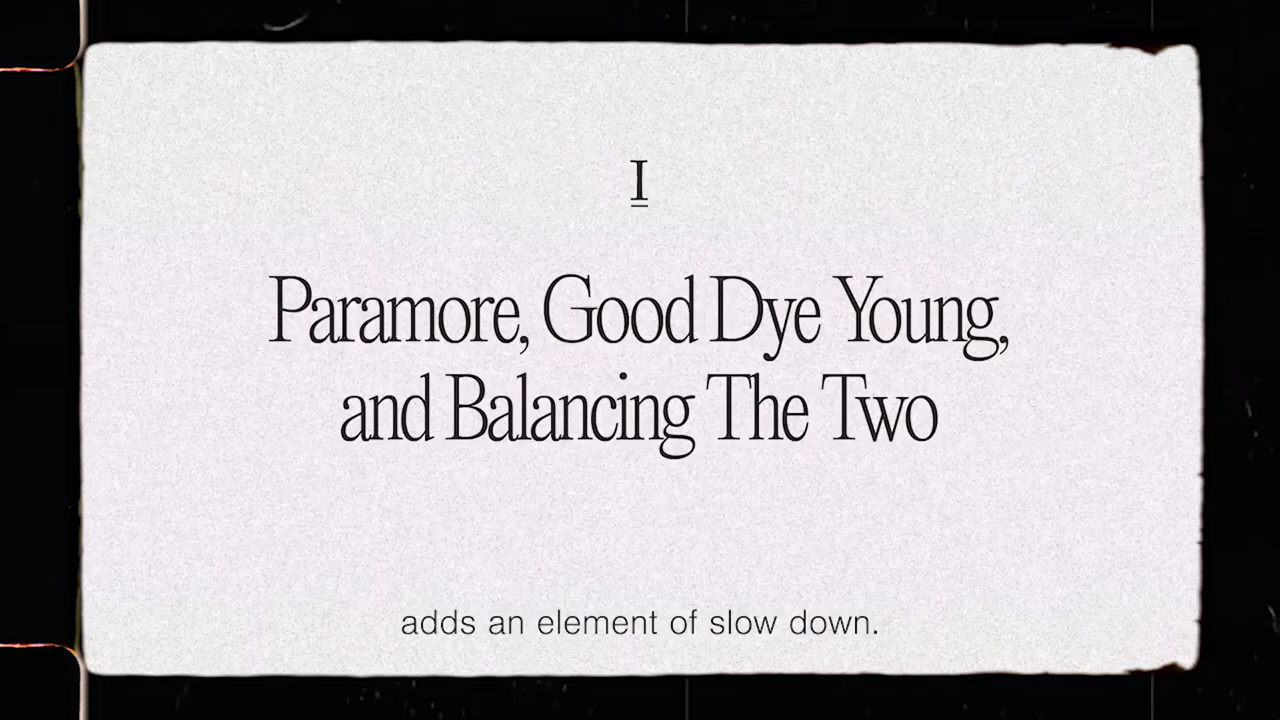 I
Paramore, Good Dye Young,
and Balancing The Two
adds an element of slow down.